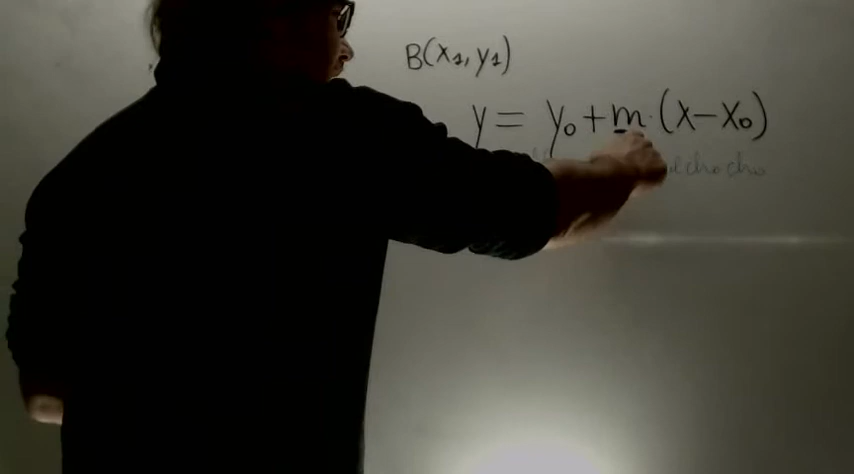 B(x₁, y₁)
y = y₀ + m · (x - x₀)